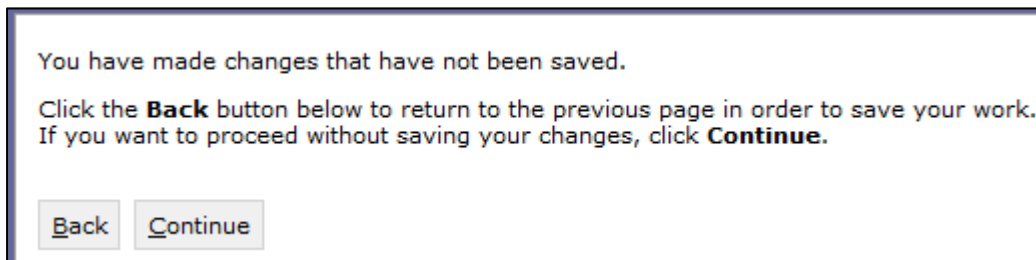 You have made changes that have not been saved.
Click the Back button below to return to the previous page in order to save your work.
If you want to proceed without saving your changes, click Continue.
Back Continue